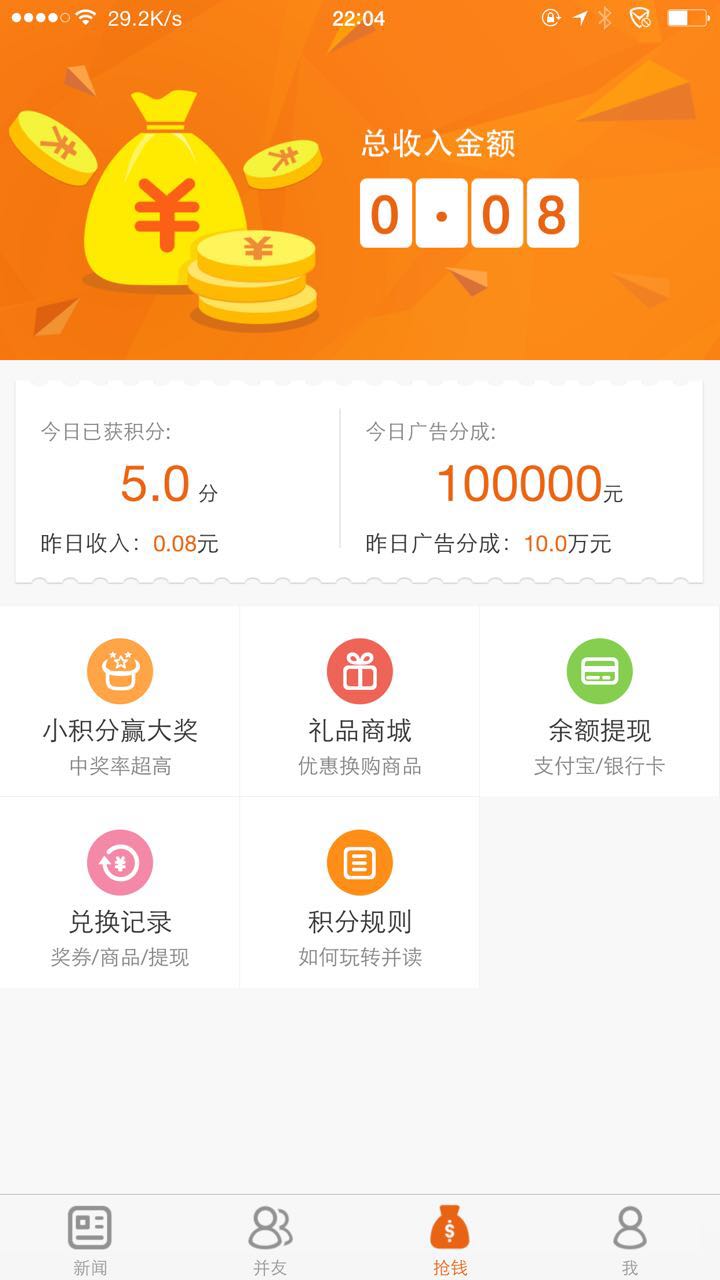 29.2K/s 22:04
总收入金额
0·08
今日已获积分:
5.0 分
昨日收入：0.08元
今日广告分成:
100000元
昨日广告分成：10.0万元
小积分赢大奖
中奖率超高
礼品商城
优惠换购商品
余额提现
支付宝/银行卡
兑换记录
奖券/商品/提现
积分规则
如何玩转并读
新闻
并友
抢钱
我